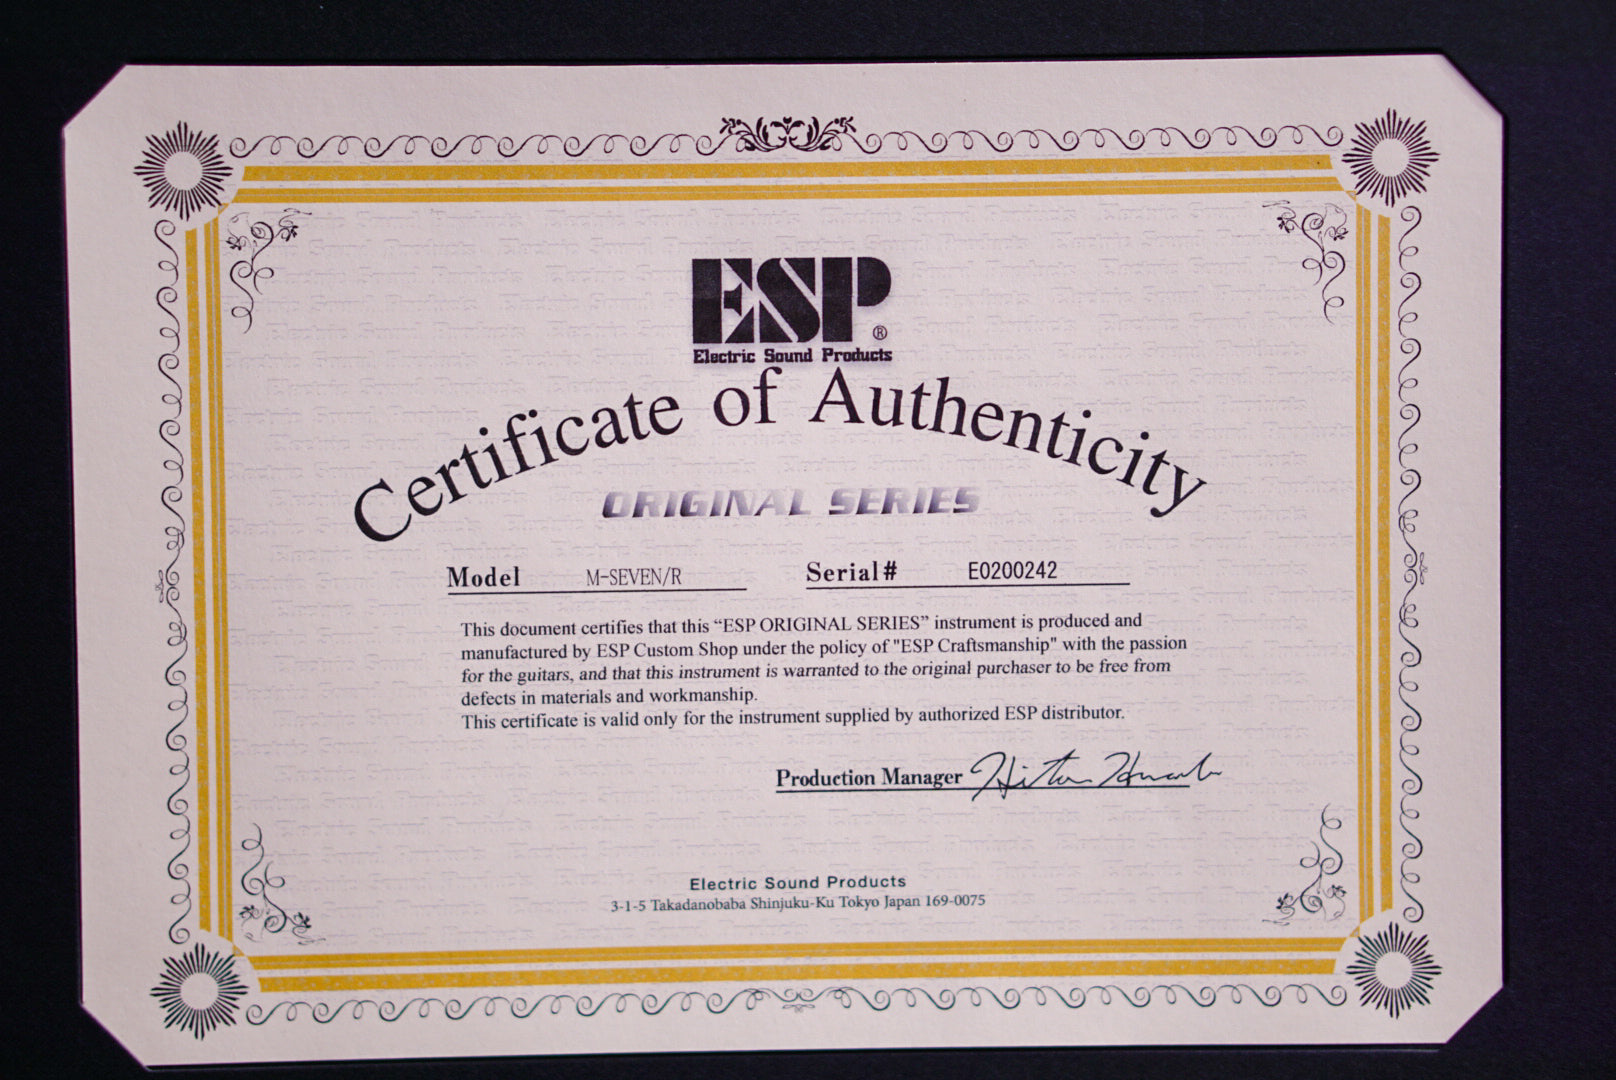 ESP®
Electric Sound Products
Certificate of Authenticity
ORIGINAL SERIES
Model M-SEVEN/R Serial# E0200242
This document certifies that this “ESP ORIGINAL SERIES” instrument is produced and
manufactured by ESP Custom Shop under the policy of "ESP Craftsmanship" with the passion
for the guitars, and that this instrument is warranted to the original purchaser to be free from
defects in materials and workmanship.
This certificate is valid only for the instrument supplied by authorized ESP distributor.
Production Manager
Electric Sound Products
3-1-5 Takadanobaba Shinjuku-Ku Tokyo Japan 169-0075